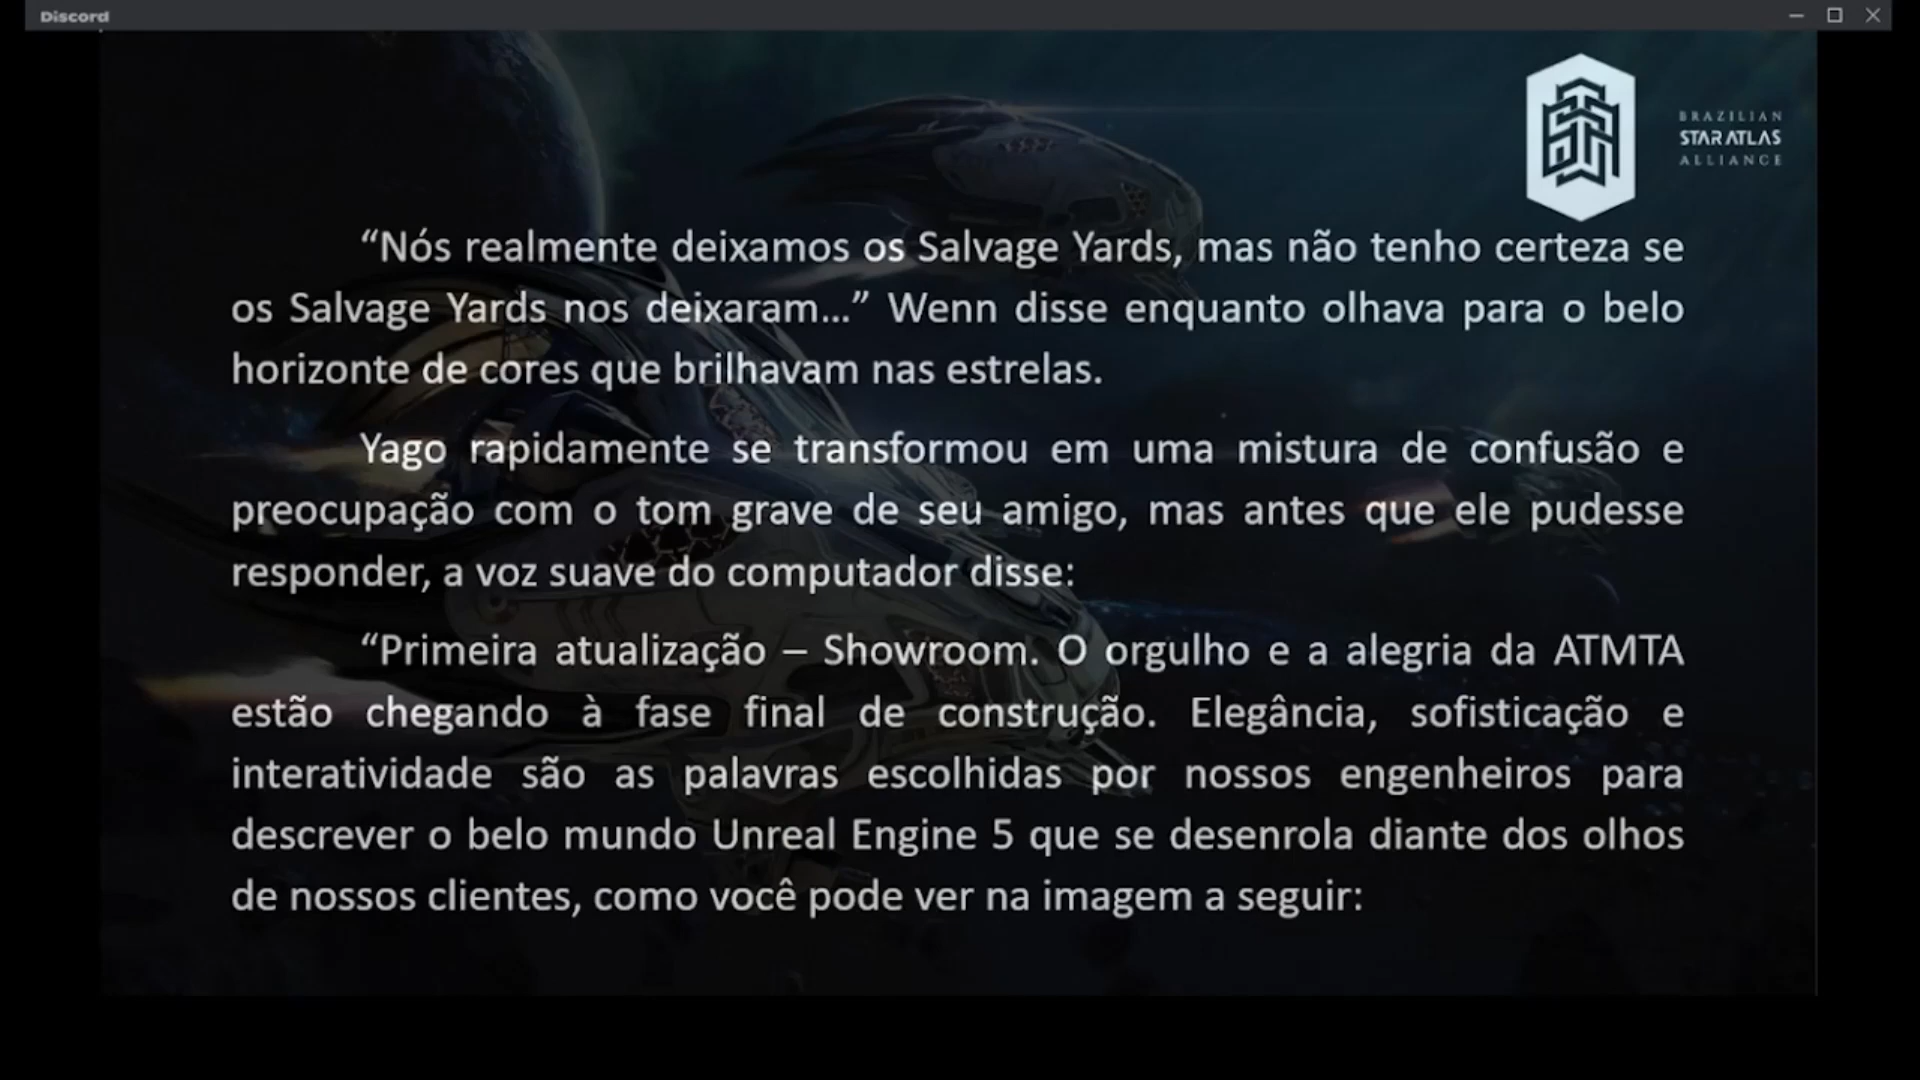 Discord
BRAZILIAN
STAR ATLAS
ALLIANCE
“Nós realmente deixamos os Salvage Yards, mas não tenho certeza se
os Salvage Yards nos deixaram...” Wenn disse enquanto olhava para o belo
horizonte de cores que brilhavam nas estrelas.
Yago rapidamente se transformou em uma mistura de confusão e
preocupação com o tom grave de seu amigo, mas antes que ele pudesse
responder, a voz suave do computador disse:
“Primeira atualização – Showroom. O orgulho e a alegria da ATMTA
estão chegando à fase final de construção. Elegância, sofisticação e
interatividade são as palavras escolhidas por nossos engenheiros para
descrever o belo mundo Unreal Engine 5 que se desenrola diante dos olhos
de nossos clientes, como você pode ver na imagem a seguir: